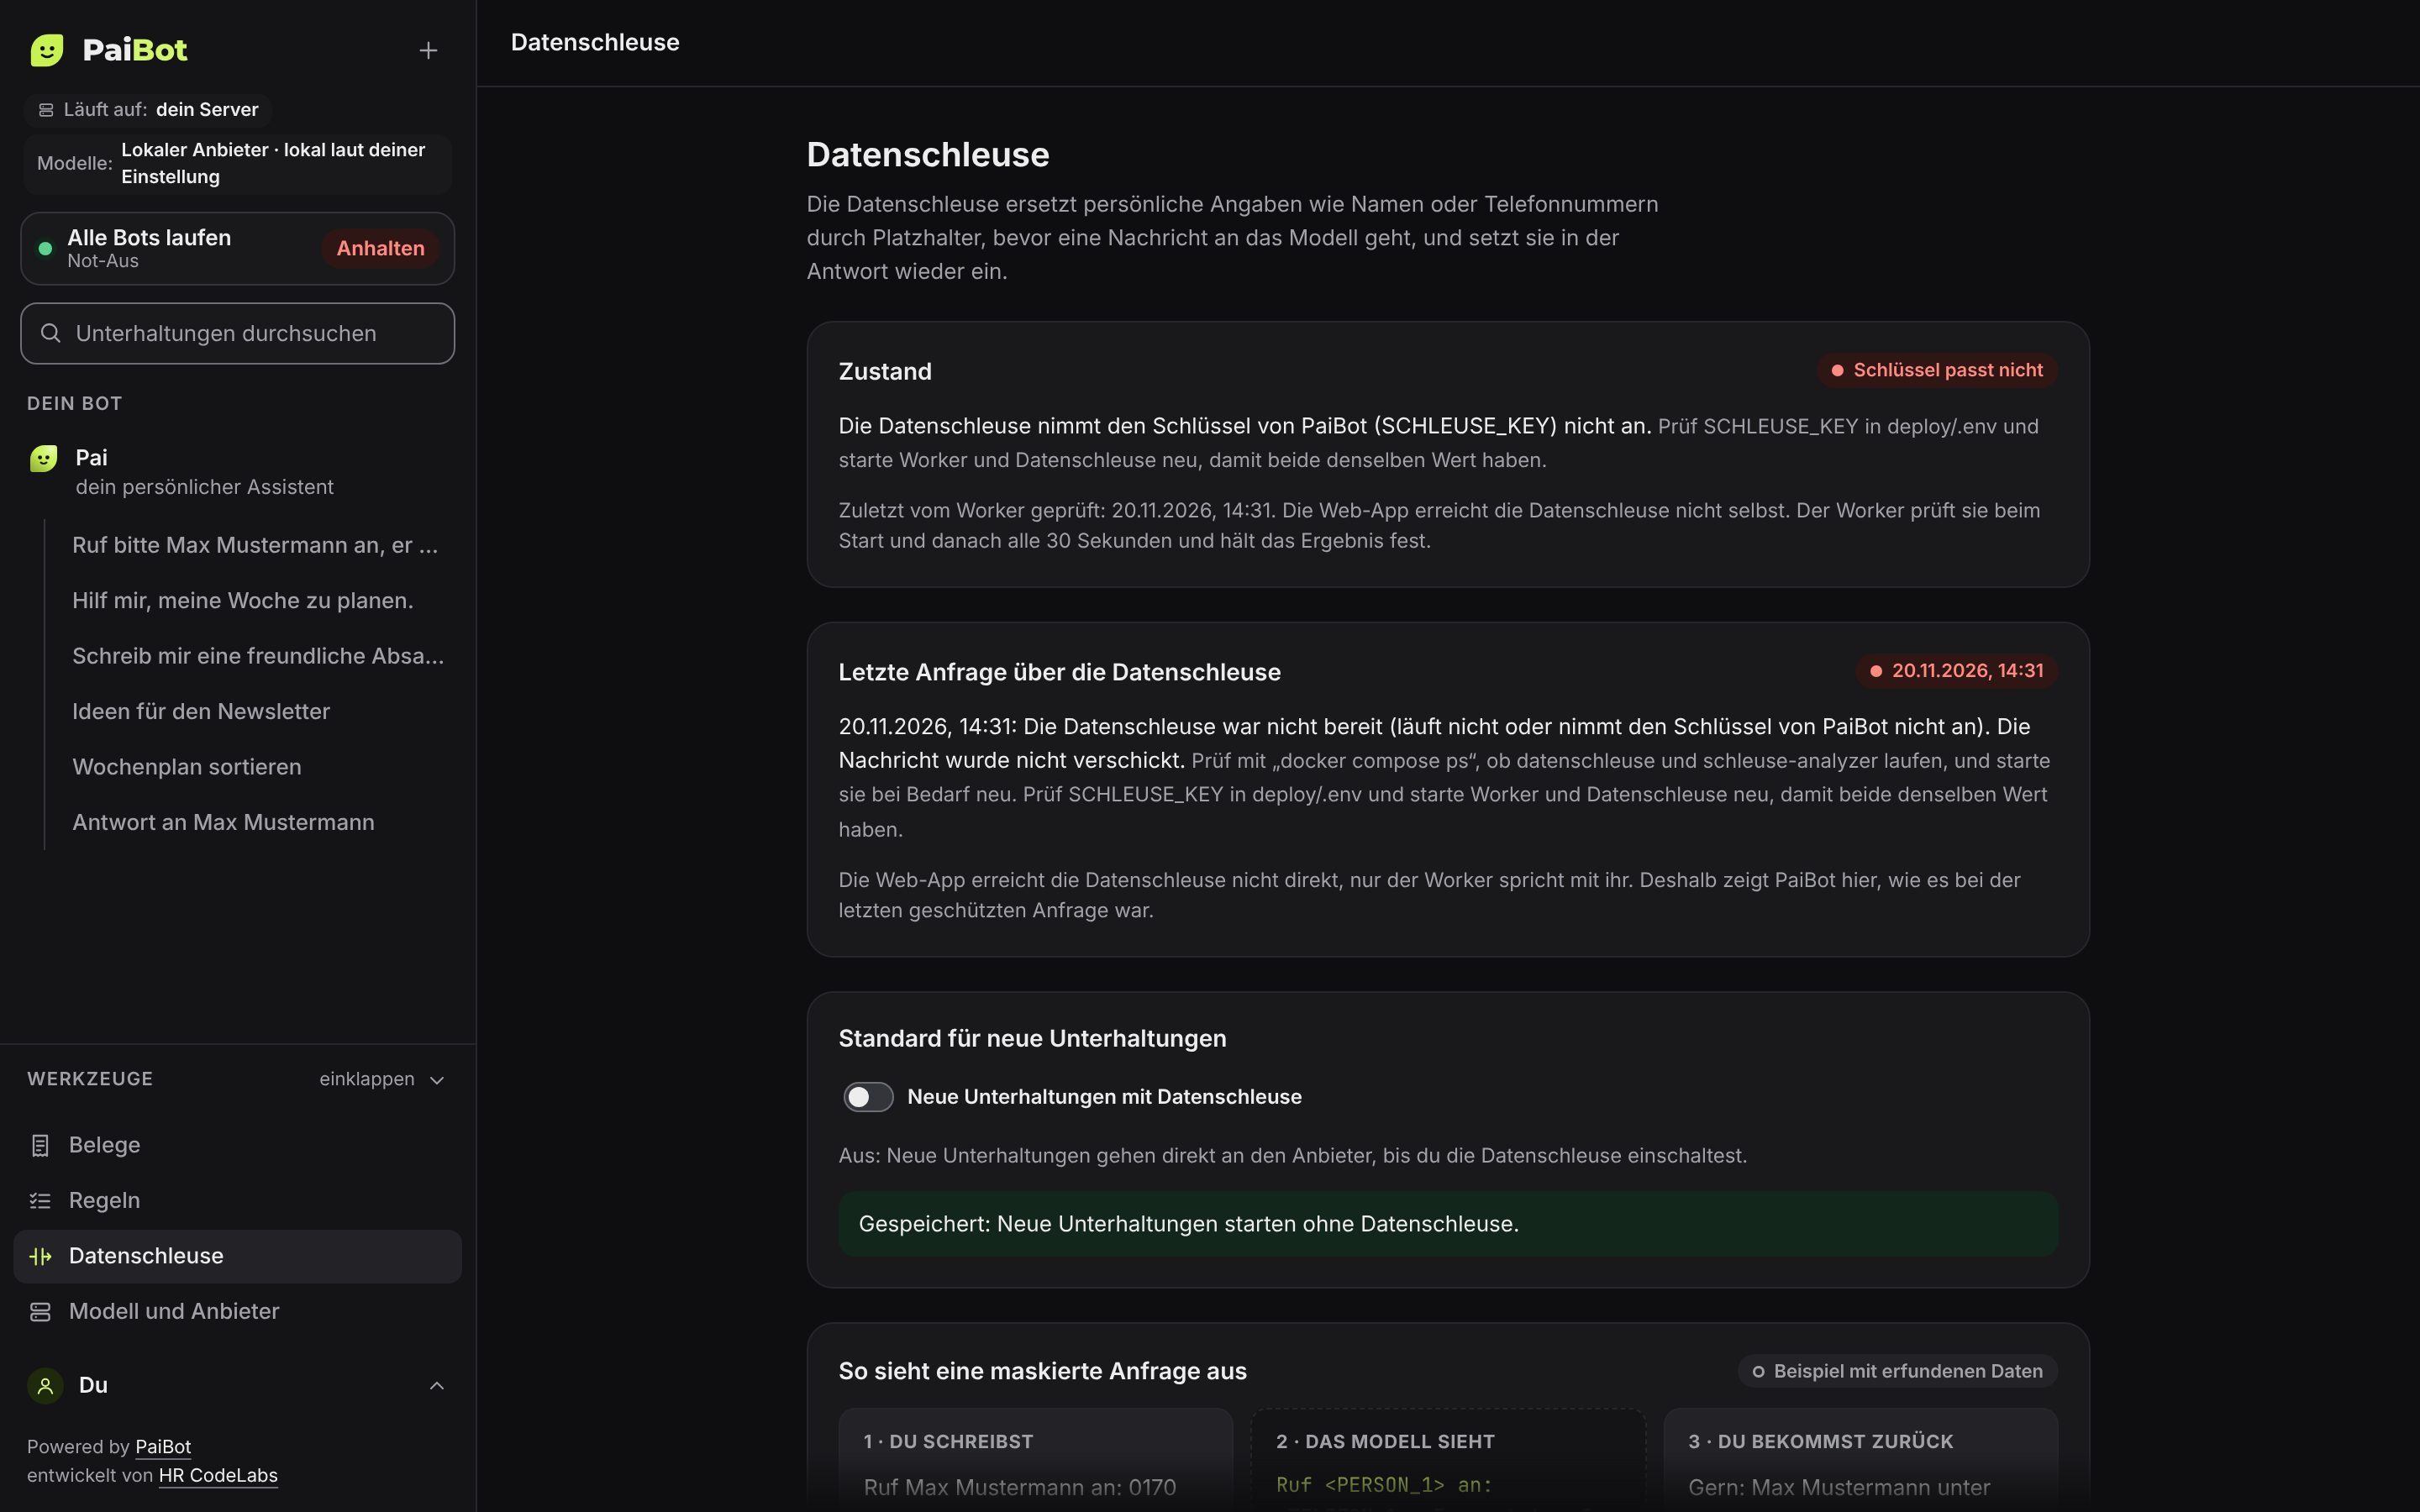 PaiBot
Läuft auf: dein Server
Modelle: Lokaler Anbieter · lokal laut deiner
Einstellung
Alle Bots laufen
Not-Aus
Anhalten
Unterhaltungen durchsuchen
DEIN BOT
Pai
dein persönlicher Assistent
Ruf bitte Max Mustermann an, er ...
Hilf mir, meine Woche zu planen.
Schreib mir eine freundliche Absa...
Ideen für den Newsletter
Wochenplan sortieren
Antwort an Max Mustermann
WERKZEUGE
einklappen
Belege
Regeln
Datenschleuse
Modell und Anbieter
Du
Powered by PaiBot
entwickelt von HR CodeLabs
Datenschleuse
Datenschleuse
Die Datenschleuse ersetzt persönliche Angaben wie Namen oder Telefonnummern
durch Platzhalter, bevor eine Nachricht an das Modell geht, und setzt sie in der
Antwort wieder ein.
Zustand
Schlüssel passt nicht
Die Datenschleuse nimmt den Schlüssel von PaiBot (SCHLEUSE_KEY) nicht an. Prüf SCHLEUSE_KEY in deploy/.env und
starte Worker und Datenschleuse neu, damit beide denselben Wert haben.
Zuletzt vom Worker geprüft: 20.11.2026, 14:31. Die Web-App erreicht die Datenschleuse nicht selbst. Der Worker prüft sie beim
Start und danach alle 30 Sekunden und hält das Ergebnis fest.
Letzte Anfrage über die Datenschleuse
20.11.2026, 14:31
20.11.2026, 14:31: Die Datenschleuse war nicht bereit (läuft nicht oder nimmt den Schlüssel von PaiBot nicht an). Die
Nachricht wurde nicht verschickt. Prüf mit „docker compose ps“, ob datenschleuse und schleuse-analyzer laufen, und starte
sie bei Bedarf neu. Prüf SCHLEUSE_KEY in deploy/.env und starte Worker und Datenschleuse neu, damit beide denselben Wert
haben.
Die Web-App erreicht die Datenschleuse nicht direkt, nur der Worker spricht mit ihr. Deshalb zeigt PaiBot hier, wie es bei der
letzten geschützten Anfrage war.
Standard für neue Unterhaltungen
Neue Unterhaltungen mit Datenschleuse
Aus: Neue Unterhaltungen gehen direkt an den Anbieter, bis du die Datenschleuse einschaltest.
Gespeichert: Neue Unterhaltungen starten ohne Datenschleuse.
So sieht eine maskierte Anfrage aus
Beispiel mit erfundenen Daten
1 · DU SCHREIBST
Ruf Max Mustermann an: 0170
2 · DAS MODELL SIEHT
Ruf <PERSON_1> an:
3 · DU BEKOMMST ZURÜCK
Gern: Max Mustermann unter